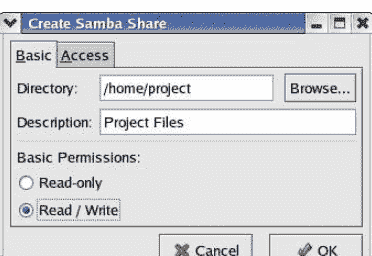 Create Samba Share
Basic Access
Directory: /home/project Browse...
Description: Project Files
Basic Permissions:
Read-only
Read / Write
Cancel OK